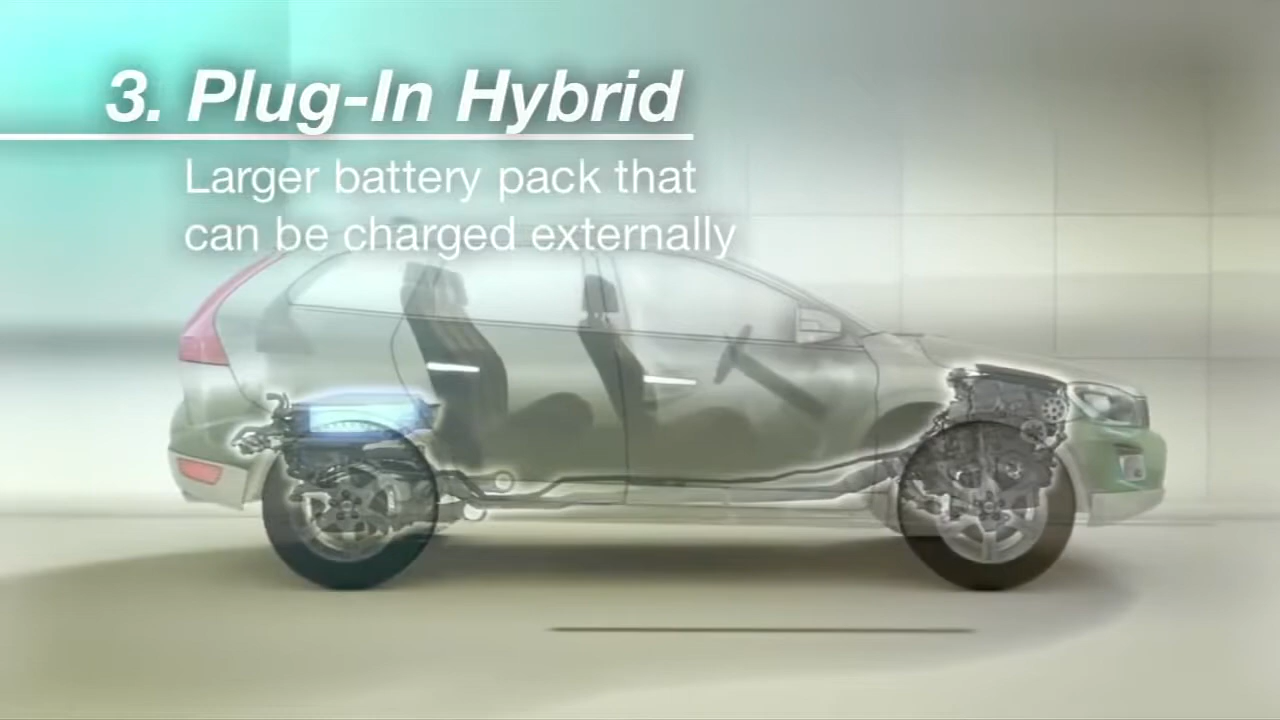 3. Plug-In Hybrid
Larger battery pack that
can be charged externally